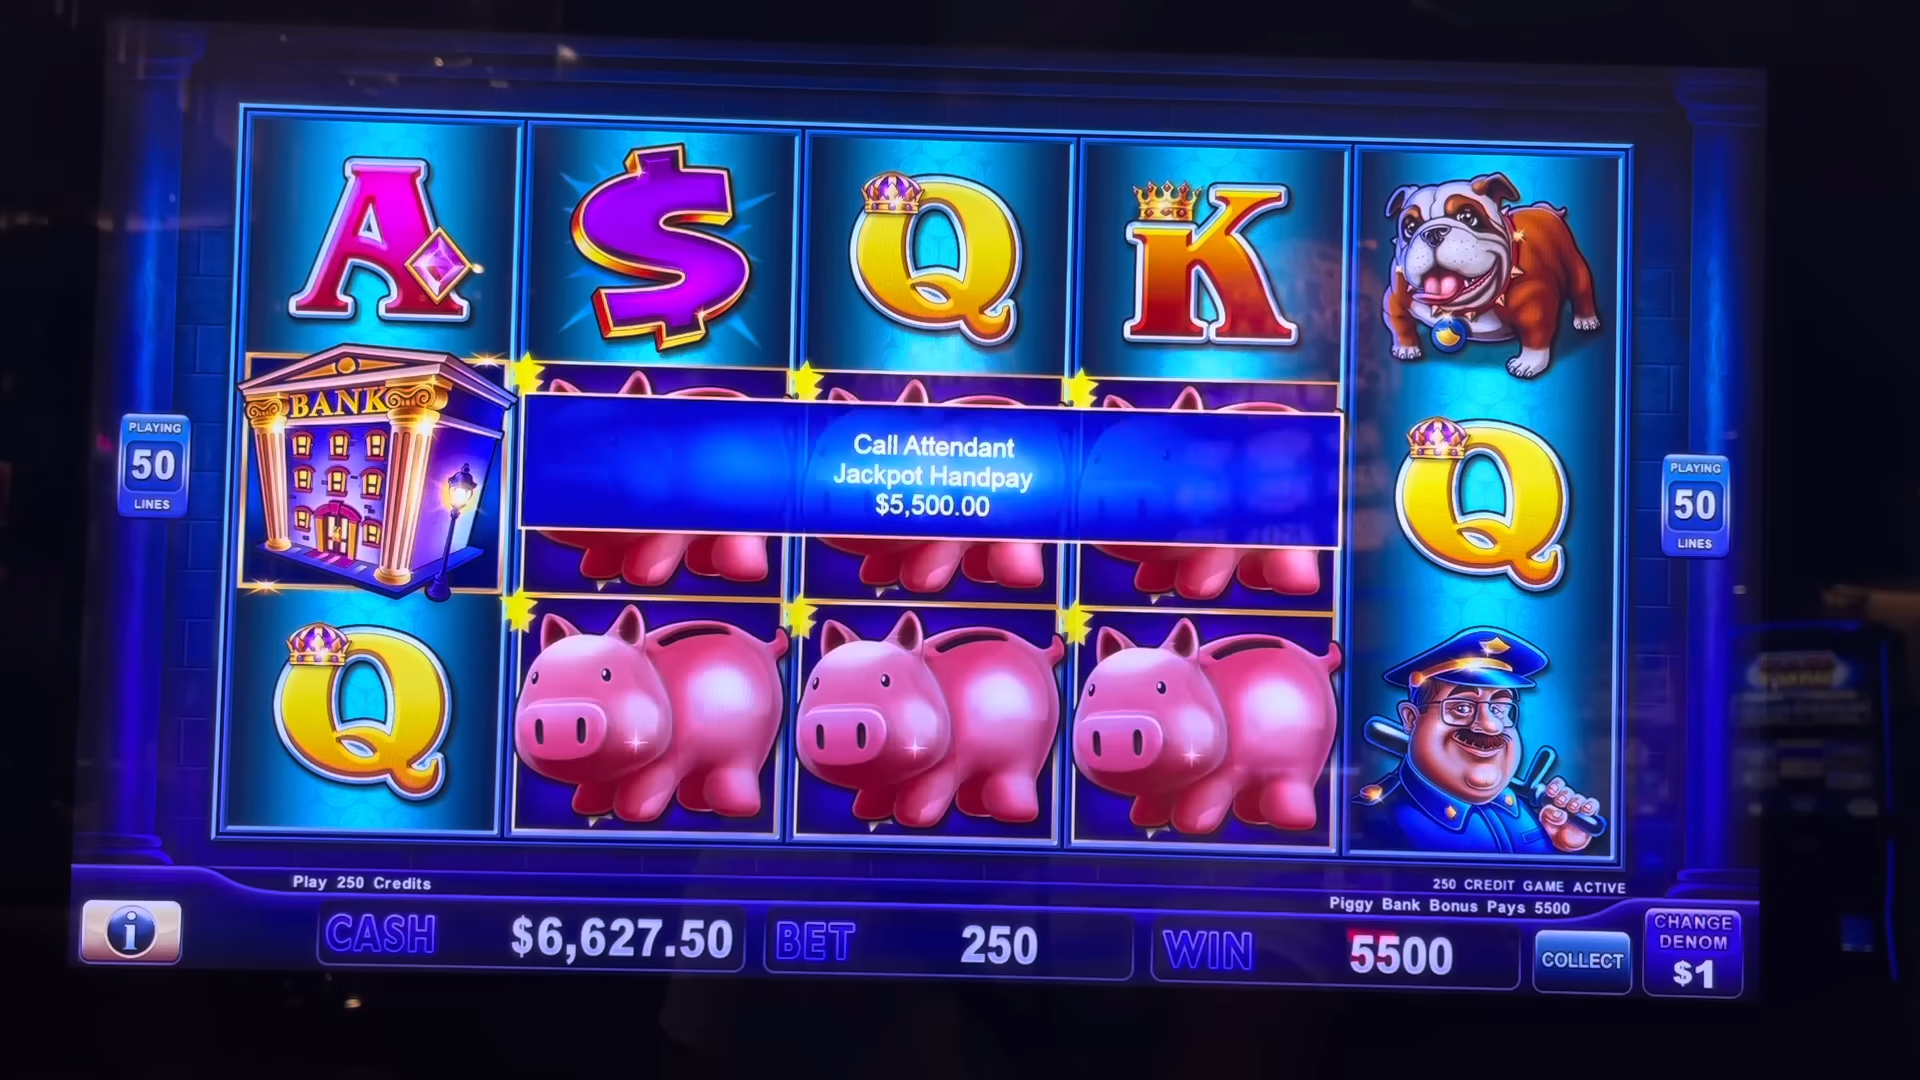 A $ Q K
BANK
Q
Q
PLAYING
50
LINES
Call Attendant
Jackpot Handpay
$5,500.00
PLAYING
50
LINES
Play 250 Credits
250 CREDIT GAME ACTIVE
Piggy Bank Bonus Pays 5500
CASH $6,627.50
BET 250
WIN 5500
COLLECT
CHANGE
DENOM
$1
i